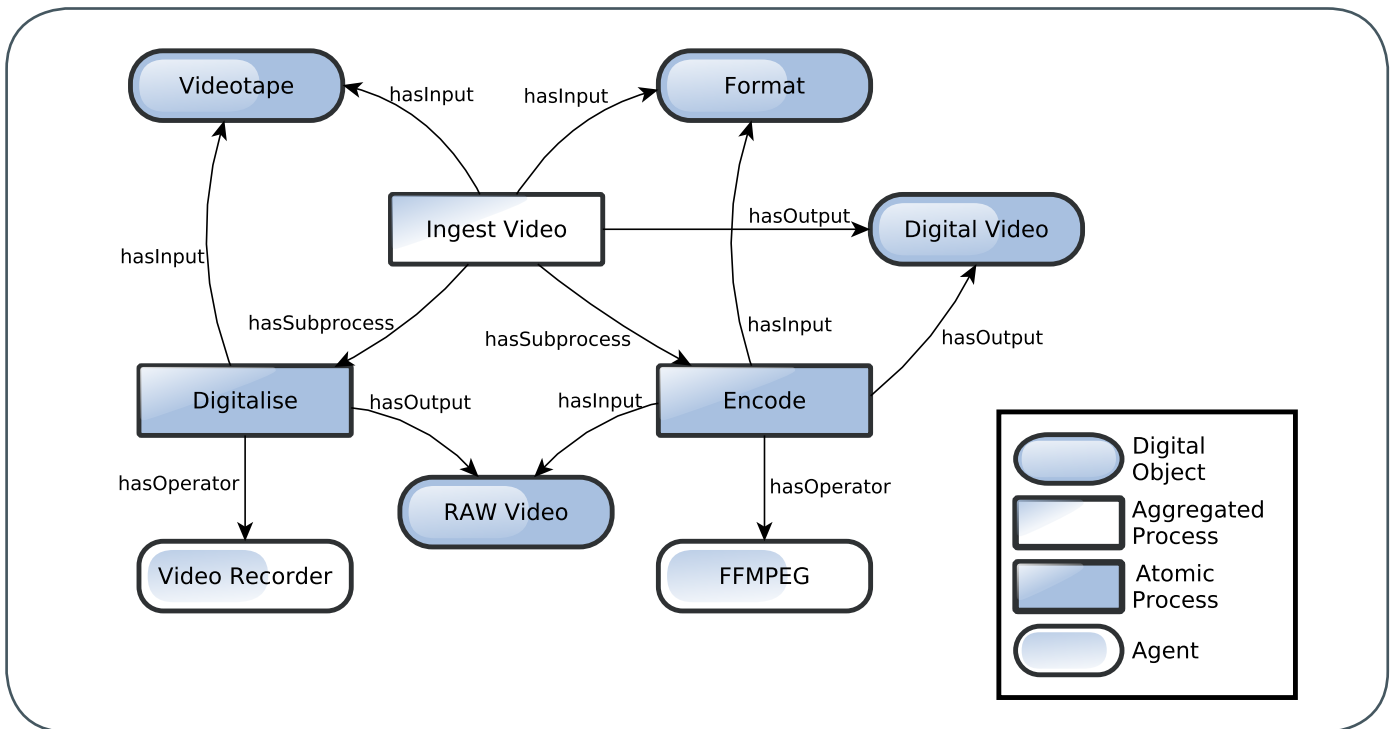 Videotape
hasInput
hasInput
Format
Ingest Video
hasOutput
Digital Video
hasInput
hasSubprocess
hasSubprocess
hasInput
hasOutput
Digitalise
hasOutput
hasInput
Encode
hasOperator
RAW Video
hasOperator
Video Recorder
FFMPEG
Digital
Object
Aggregated
Process
Atomic
Process
Agent